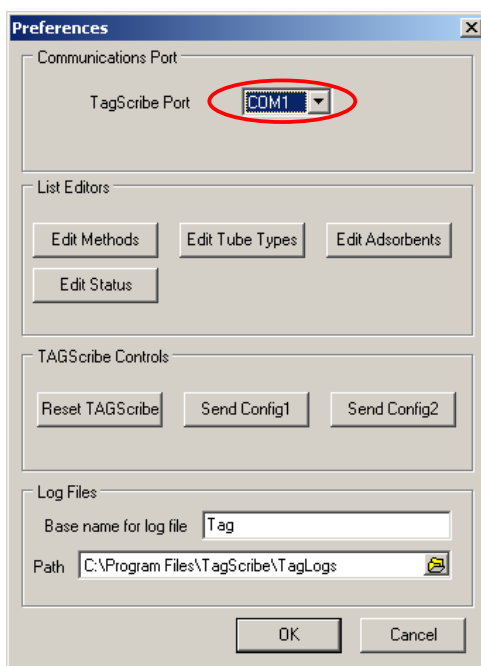 Preferences
Communications Port
TagScribe Port COM1
List Editors
Edit Methods Edit Tube Types Edit Adsorbents
Edit Status
TAGScribe Controls
Reset TAGScribe Send Config1 Send Config2
Log Files
Base name for log file Tag
Path C:\Program Files\TagScribe\TagLogs
OK Cancel